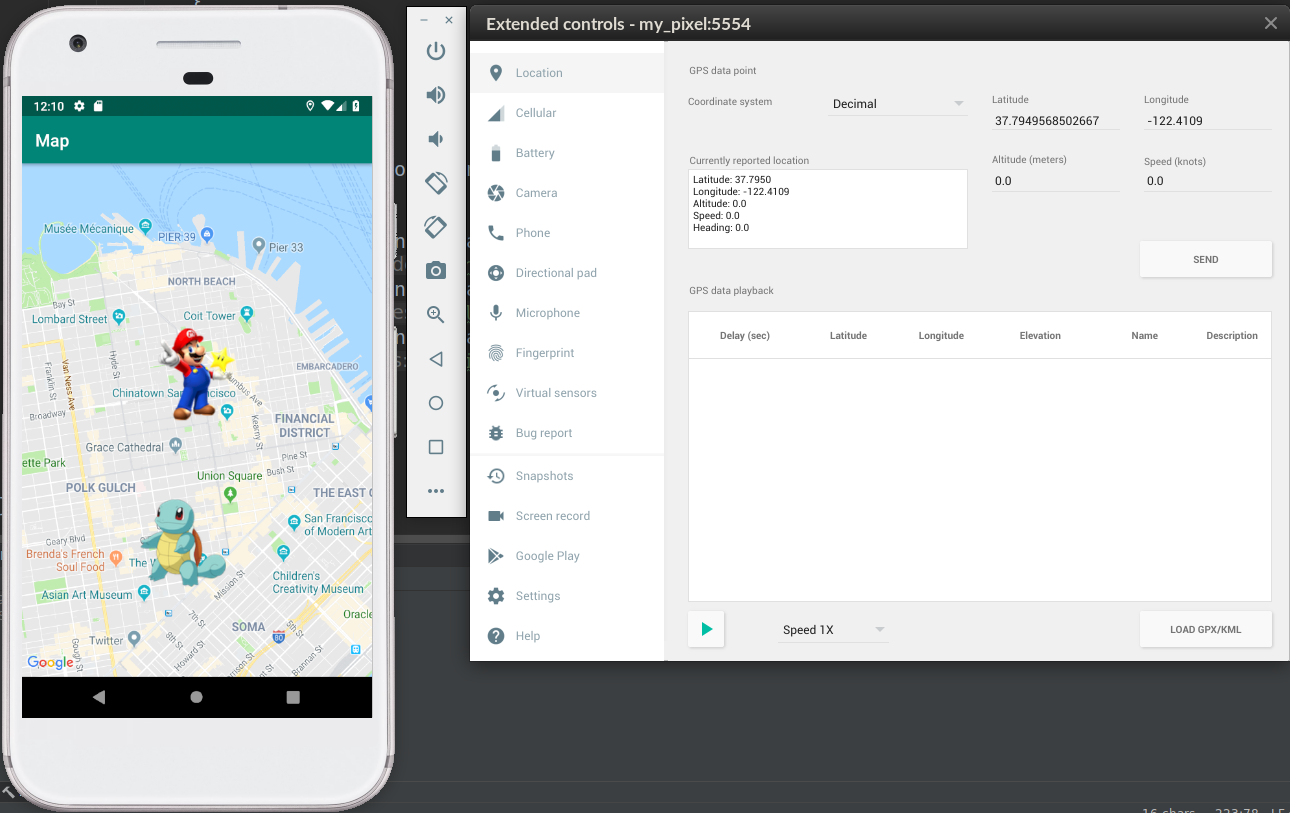 12:10
Map
Musée Mécanique
PIER 39
Pier 33
NORTH BEACH
Bay St
Lombard Street
Coit Tower
Hyde St
Franklin St
Van Ness Ave
EMBARCADERO
Columbus Ave
Chinatown San Francisco
Broadway
Kearny St
FINANCIAL
DISTRICT
Grace Cathedral
Pine St
ette Park
Bush St
Union Square
POLK GULCH
THE EAST C
San Francisco
of Modern Art
Geary Blvd
Brenda's French
Soul Food
The W
Mission St
Children's
Creativity Museum
Asian Art Museum
7th St
8th St
Oracle
SOMA
80
Twitter
Gough St
Howard St
Brannan St
Google
Extended controls - my_pixel:5554
Location
Cellular
Battery
Camera
Phone
Directional pad
Microphone
Fingerprint
Virtual sensors
Bug report
Snapshots
Screen record
Google Play
Settings
Help
GPS data point
Coordinate system
Decimal
Latitude
37.7949568502667
Longitude
-122.4109
Currently reported location
Latitude: 37.7950
Longitude: -122.4109
Altitude: 0.0
Speed: 0.0
Heading: 0.0
Altitude (meters)
0.0
Speed (knots)
0.0
SEND
GPS data playback
Delay (sec) Latitude Longitude Elevation Name Description
Speed 1X
LOAD GPX/KML